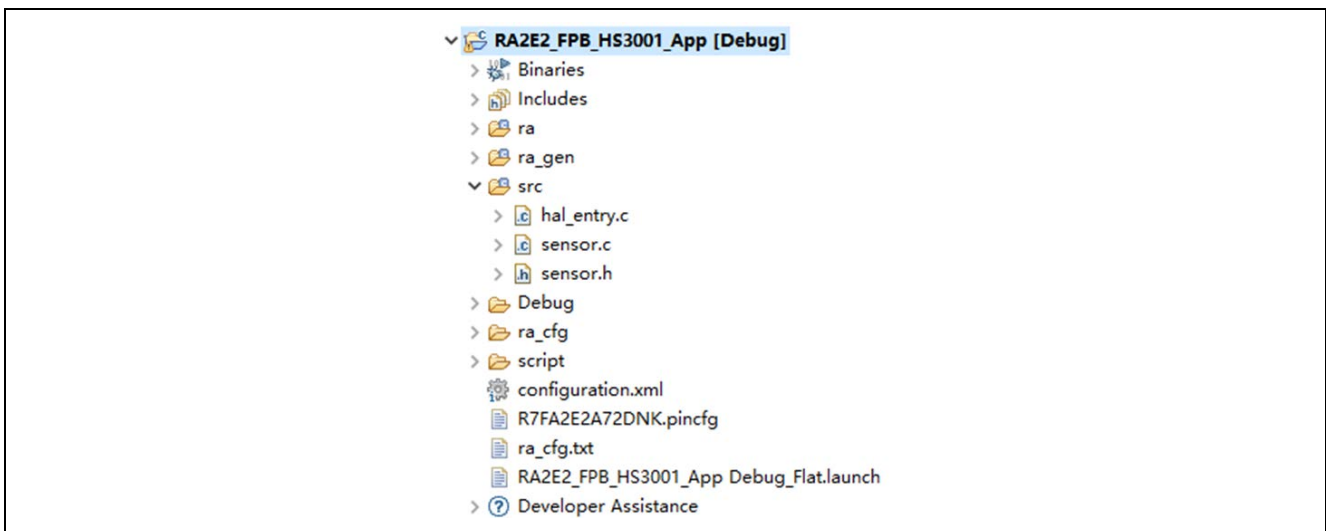 RA2E2_FPB_HS3001_App [Debug]
Binaries
Includes
ra
ra_gen
src
hal_entry.c
sensor.c
sensor.h
Debug
ra_cfg
script
configuration.xml
R7FA2E2A72DNK.pincfg
ra_cfg.txt
RA2E2_FPB_HS3001_App Debug_Flat.launch
Developer Assistance